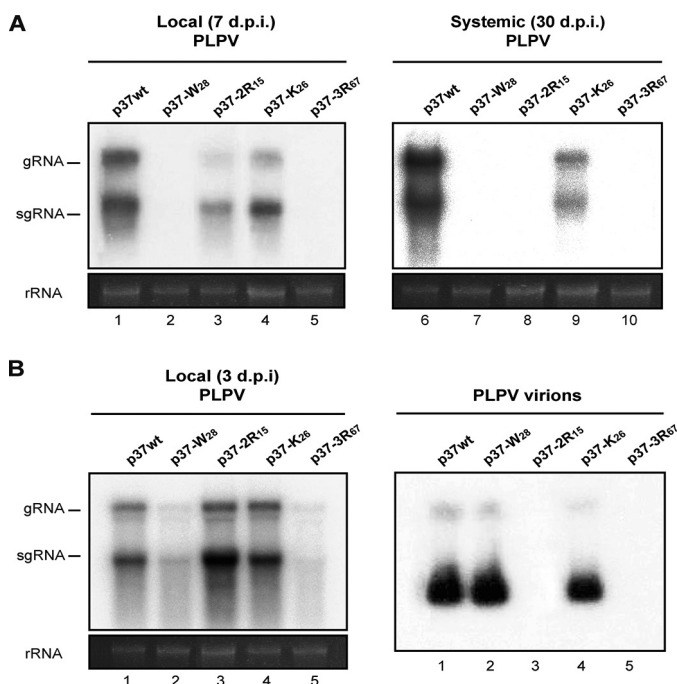 A
Local (7 d.p.i.)
PLPV
p37wt p37-W28 p37-2R15 p37-K26 p37-3R67
gRNA
sgRNA
rRNA
1 2 3 4 5
Systemic (30 d.p.i.)
PLPV
p37wt p37-W28 p37-2R15 p37-K26 p37-3R67
6 7 8 9 10
B
Local (3 d.p.i)
PLPV
p37wt p37-W28 p37-2R15 p37-K26 p37-3R67
gRNA
sgRNA
rRNA
1 2 3 4 5
PLPV virions
p37wt p37-W28 p37-2R15 p37-K26 p37-3R67
1 2 3 4 5